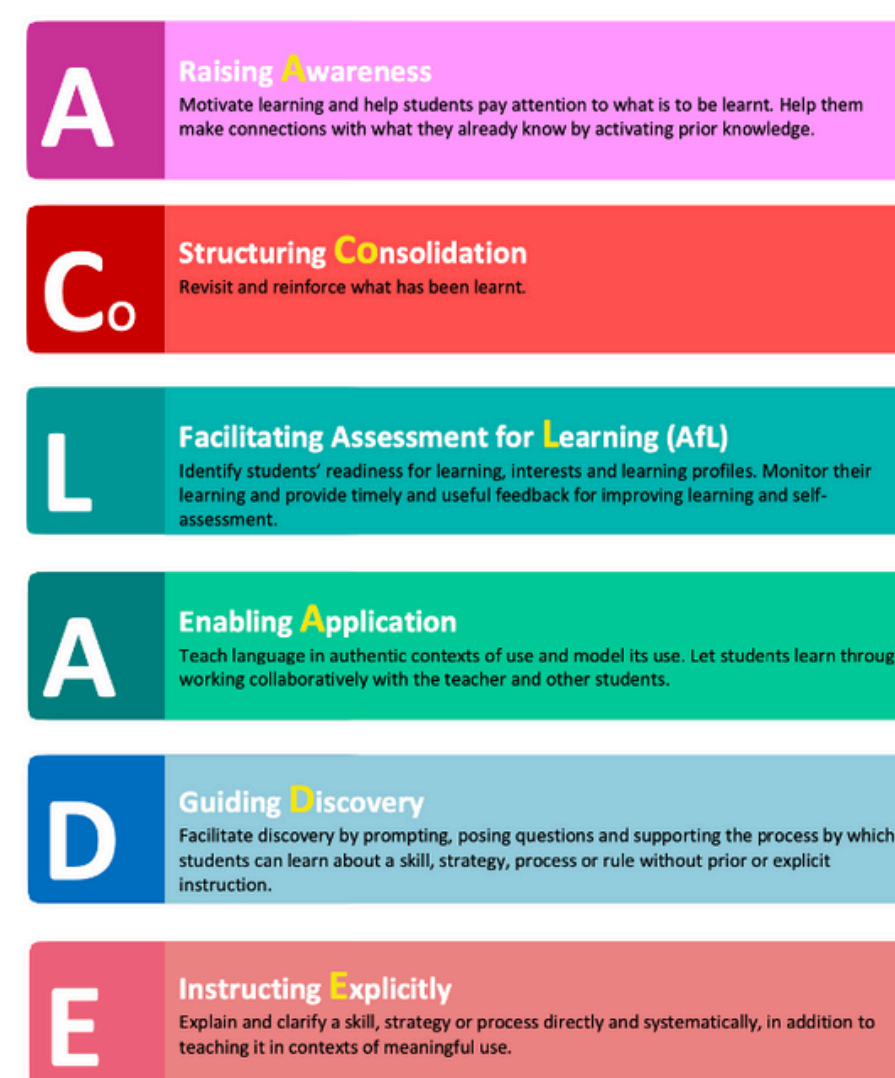 A
Raising Awareness
Motivate learning and help students pay attention to what is to be learnt. Help them
make connections with what they already know by activating prior knowledge.
Co
Structuring Consolidation
Revisit and reinforce what has been learnt.
L
Facilitating Assessment for Learning (AfL)
Identify students’ readiness for learning, interests and learning profiles. Monitor their
learning and provide timely and useful feedback for improving learning and self-
assessment.
A
Enabling Application
Teach language in authentic contexts of use and model its use. Let students learn throug
working collaboratively with the teacher and other students.
D
Guiding Discovery
Facilitate discovery by prompting, posing questions and supporting the process by which
students can learn about a skill, strategy, process or rule without prior or explicit
instruction.
E
Instructing Explicitly
Explain and clarify a skill, strategy or process directly and systematically, in addition to
teaching it in contexts of meaningful use.